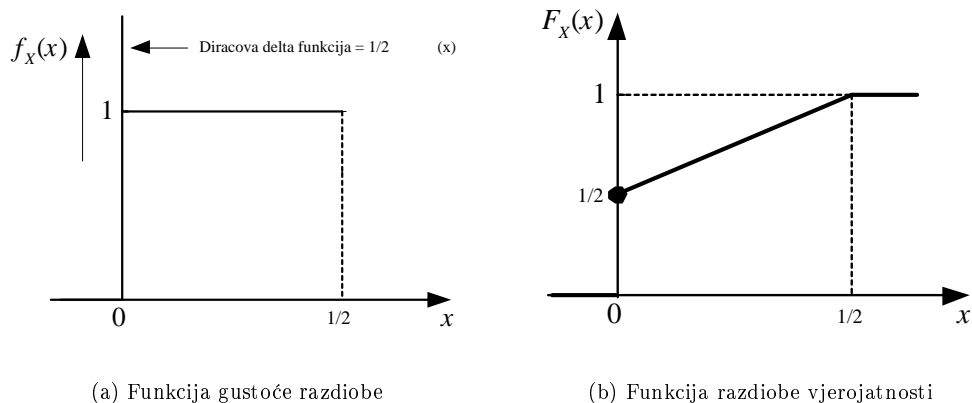 f_X(x)
Diracova delta funkcija = 1/2 (x)
1
0
1/2
x
(a) Funkcija gustoće razdiobe
F_X(x)
1
1/2
0
1/2
x
(b) Funkcija razdiobe vjerojatnosti